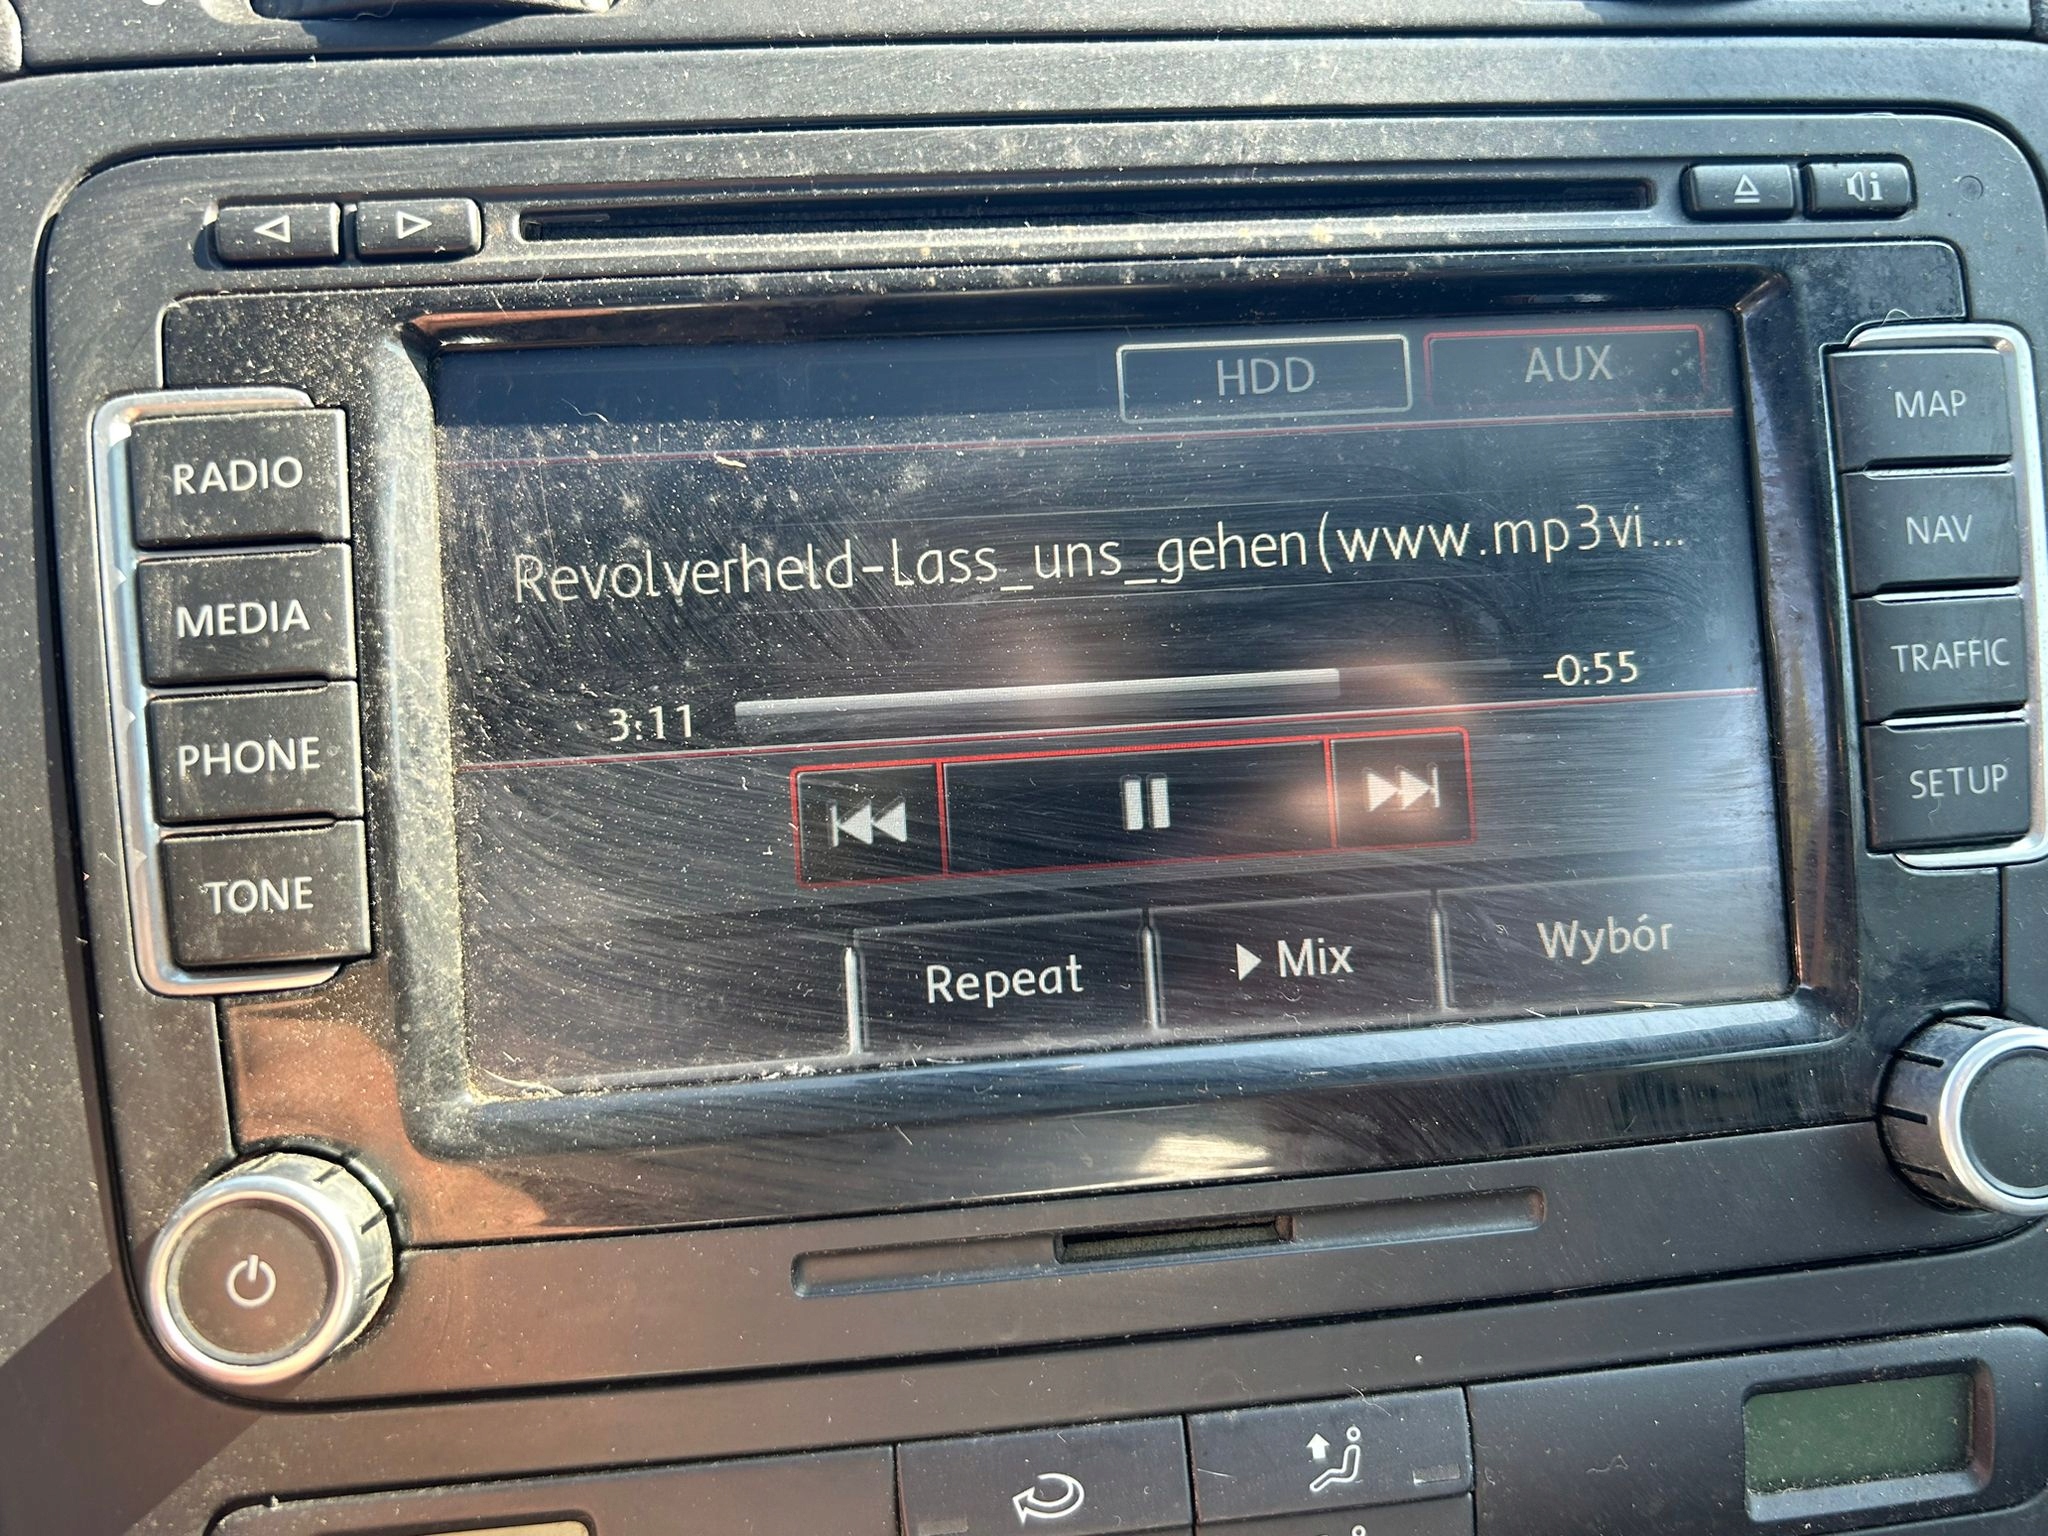 HDD
AUX
RADIO
MEDIA
PHONE
TONE
Revolverheld-Lass_uns_gehen(www.mp3vi...
3:11
-0:55
Repeat
Mix
Wybór
MAP
NAV
TRAFFIC
SETUP